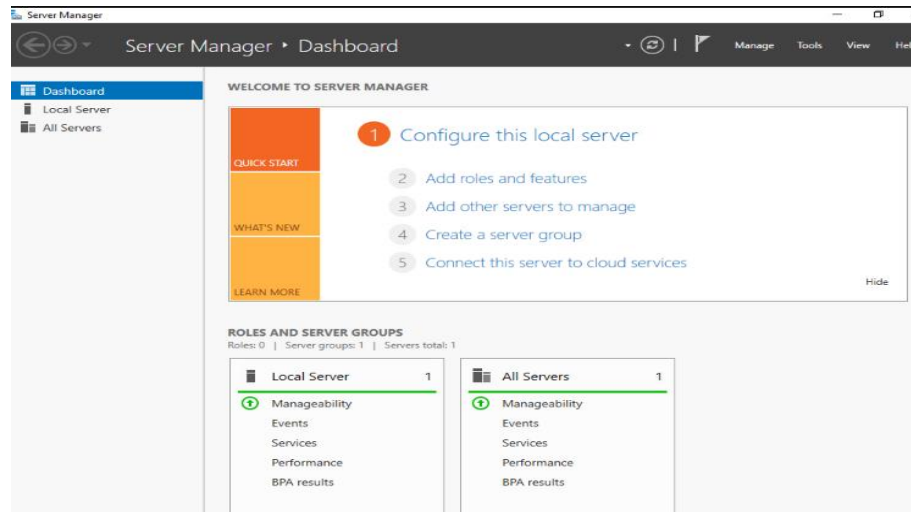 Server Manager
Server Manager • Dashboard
Manage Tools View Hel
Dashboard
Local Server
All Servers
WELCOME TO SERVER MANAGER
QUICK START
WHAT'S NEW
LEARN MORE
1 Configure this local server
2 Add roles and features
3 Add other servers to manage
4 Create a server group
5 Connect this server to cloud services
Hide
ROLES AND SERVER GROUPS
Roles: 0 | Server groups: 1 | Servers total: 1
Local Server 1
Manageability
Events
Services
Performance
BPA results
All Servers 1
Manageability
Events
Services
Performance
BPA results